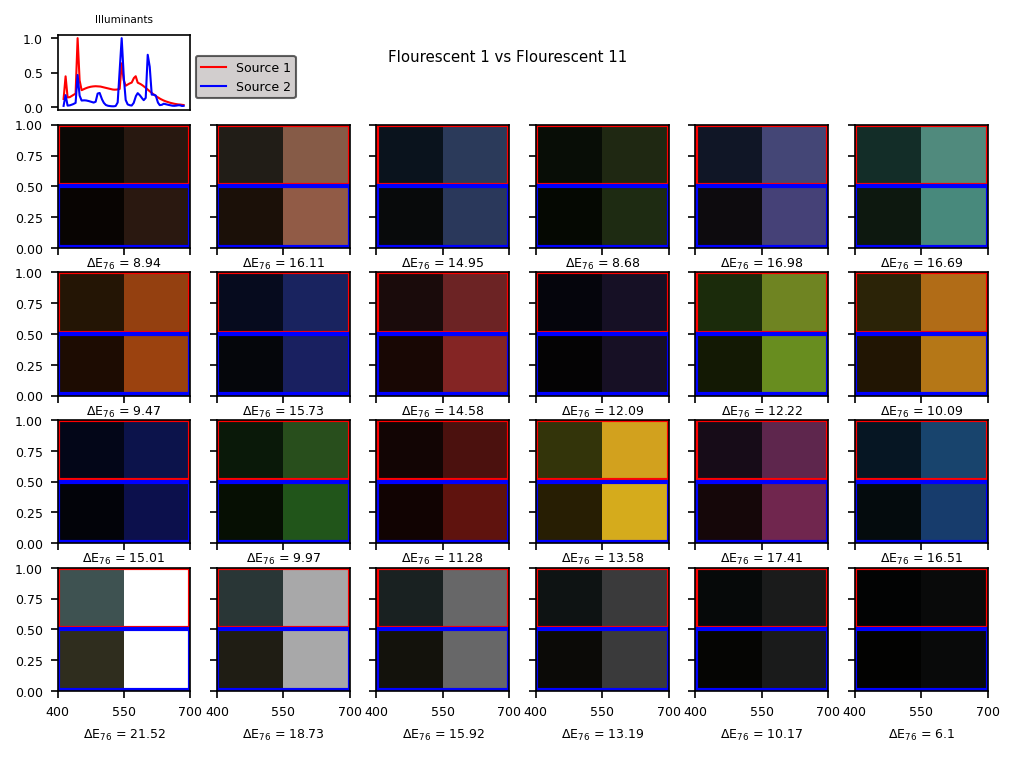 Illuminants
Flourescent 1 vs Flourescent 11
1.0
0.5
0.0
Source 1
Source 2
1.00
0.75
0.50
0.25
0.00
ΔE76 = 8.94 ΔE76 = 16.11 ΔE76 = 14.95 ΔE76 = 8.68 ΔE76 = 16.98 ΔE76 = 16.69
1.00
0.75
0.50
0.25
0.00
ΔE76 = 9.47 ΔE76 = 15.73 ΔE76 = 14.58 ΔE76 = 12.09 ΔE76 = 12.22 ΔE76 = 10.09
1.00
0.75
0.50
0.25
0.00
ΔE76 = 15.01 ΔE76 = 9.97 ΔE76 = 11.28 ΔE76 = 13.58 ΔE76 = 17.41 ΔE76 = 16.51
1.00
0.75
0.50
0.25
0.00
400 550 700 400 550 700 400 550 700 400 550 700 400 550 700 400 550 700
ΔE76 = 21.52 ΔE76 = 18.73 ΔE76 = 15.92 ΔE76 = 13.19 ΔE76 = 10.17 ΔE76 = 6.1